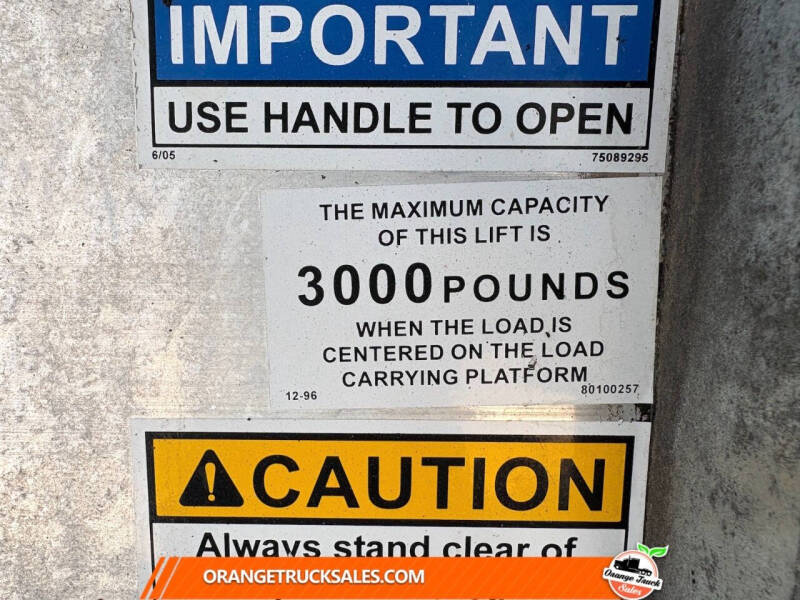 IMPORTANT
USE HANDLE TO OPEN
6/05 75089295
THE MAXIMUM CAPACITY
OF THIS LIFT IS
3000 POUNDS
WHEN THE LOAD IS
CENTERED ON THE LOAD
CARRYING PLATFORM
12-96 80100257
CAUTION
Always stand clear of
ORANGETRUCKSALES.COM
Orange Truck
Sales